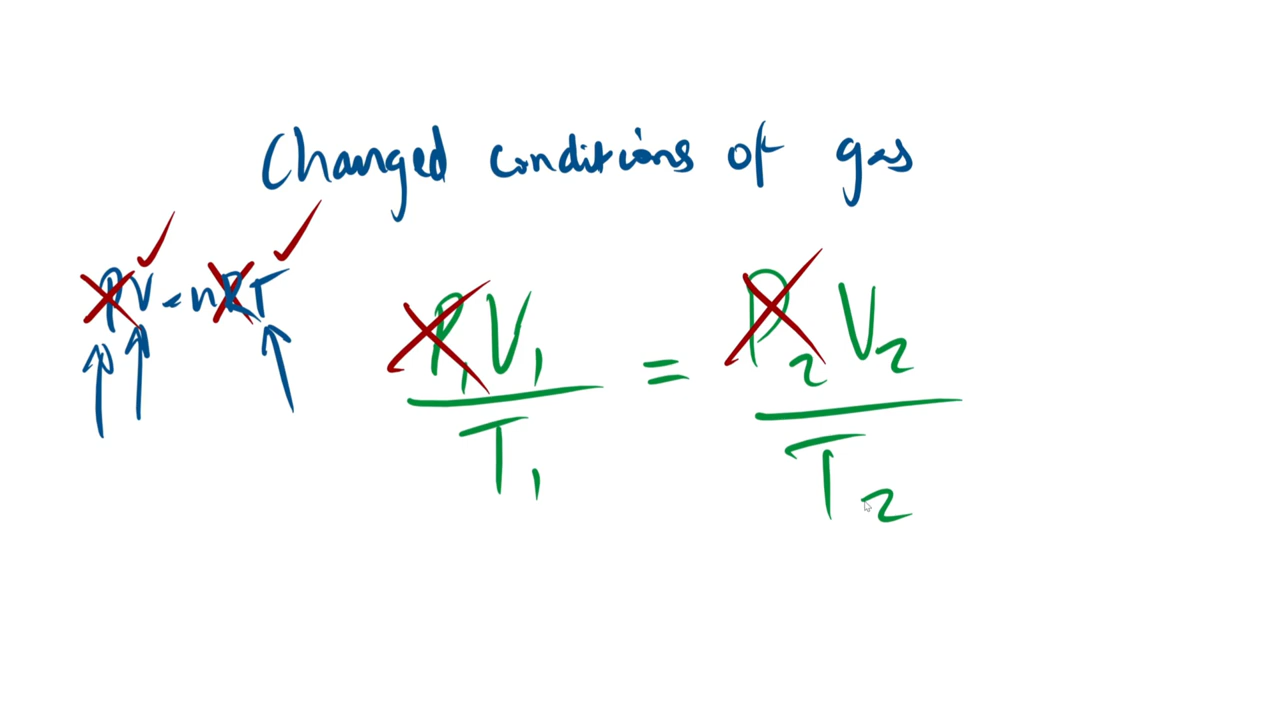 Changed conditions of gas
PV = nRT
P₁V₁ = P₂V₂
T₁ T₂